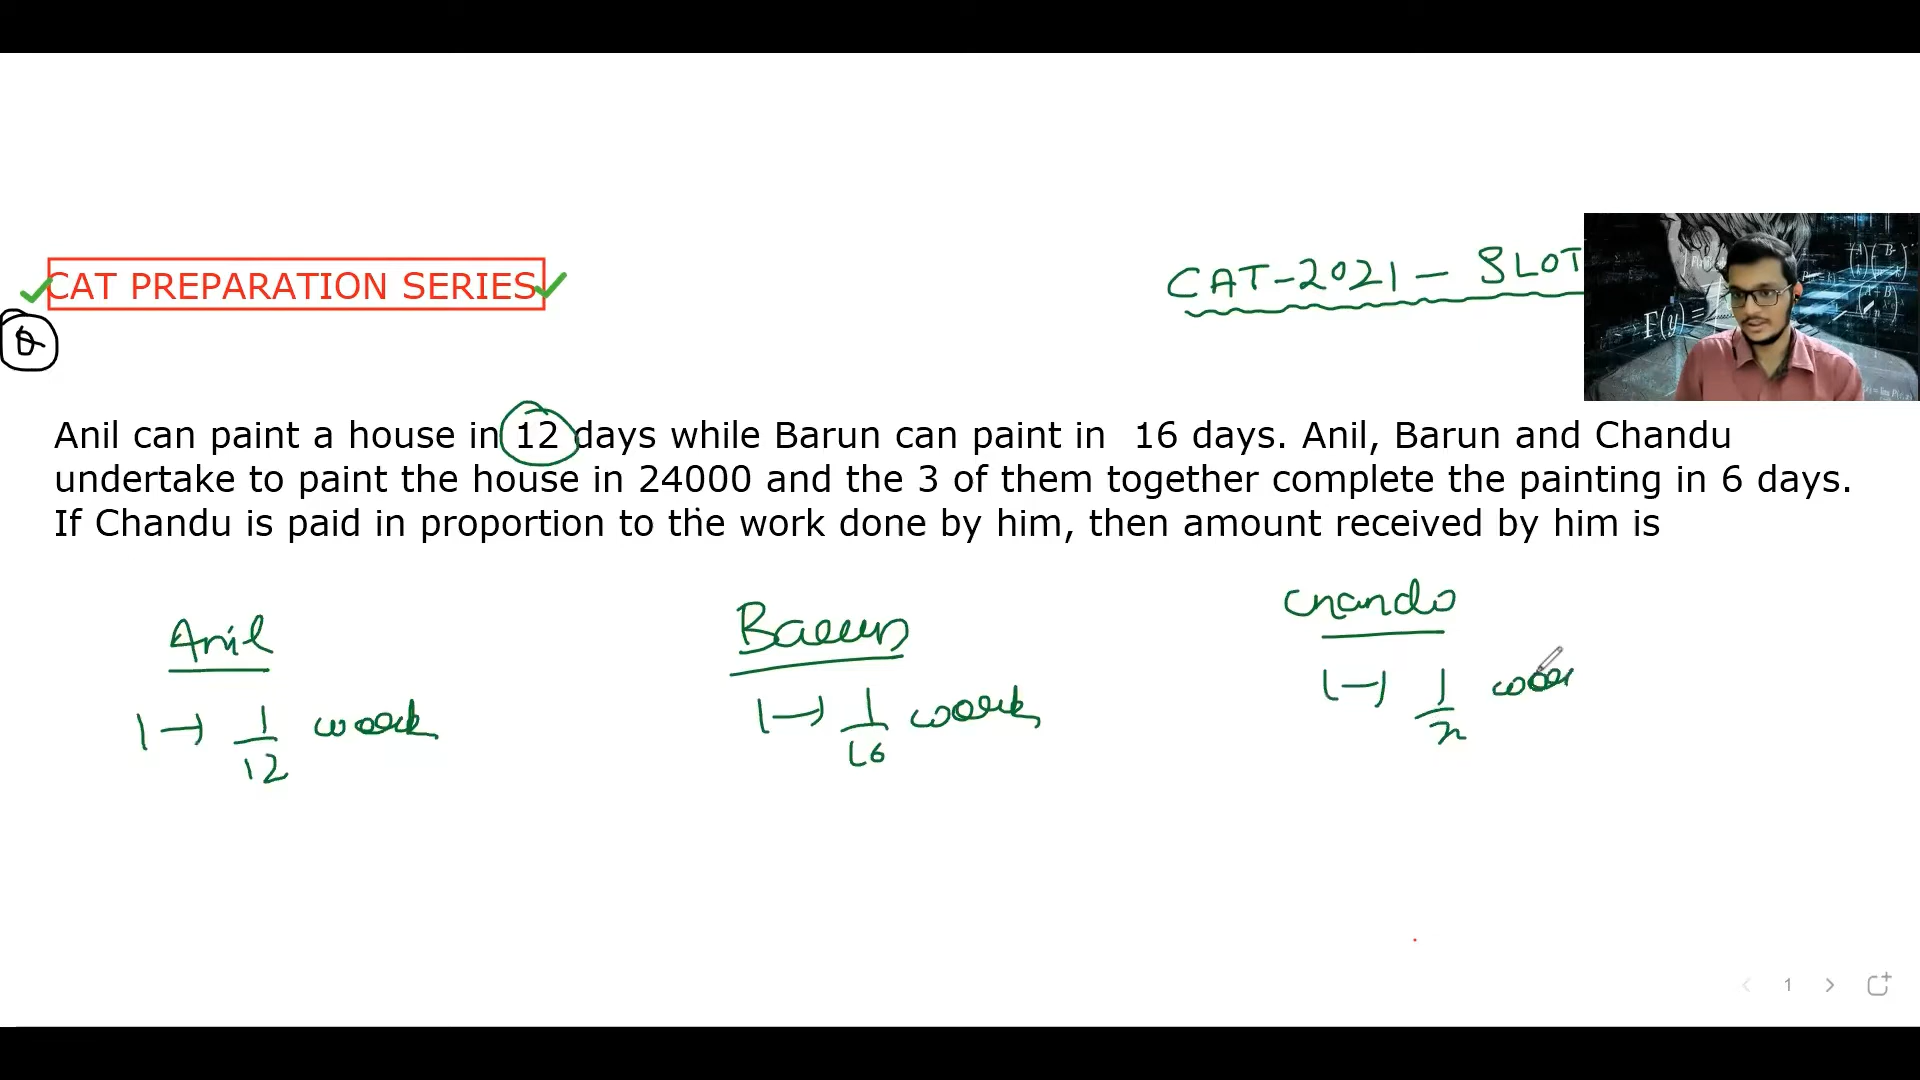 CAT PREPARATION SERIES
CAT-2021 - SLOT
Q
Anil can paint a house in 12 days while Barun can paint in 16 days. Anil, Barun and Chandu
undertake to paint the house in 24000 and the 3 of them together complete the painting in 6 days.
If Chandu is paid in proportion to the work done by him, then amount received by him is
Anil
Barun
Chandu
1 → 1/12 work
1 → 1/16 work
1 → 1/x wor
F(y) =
1